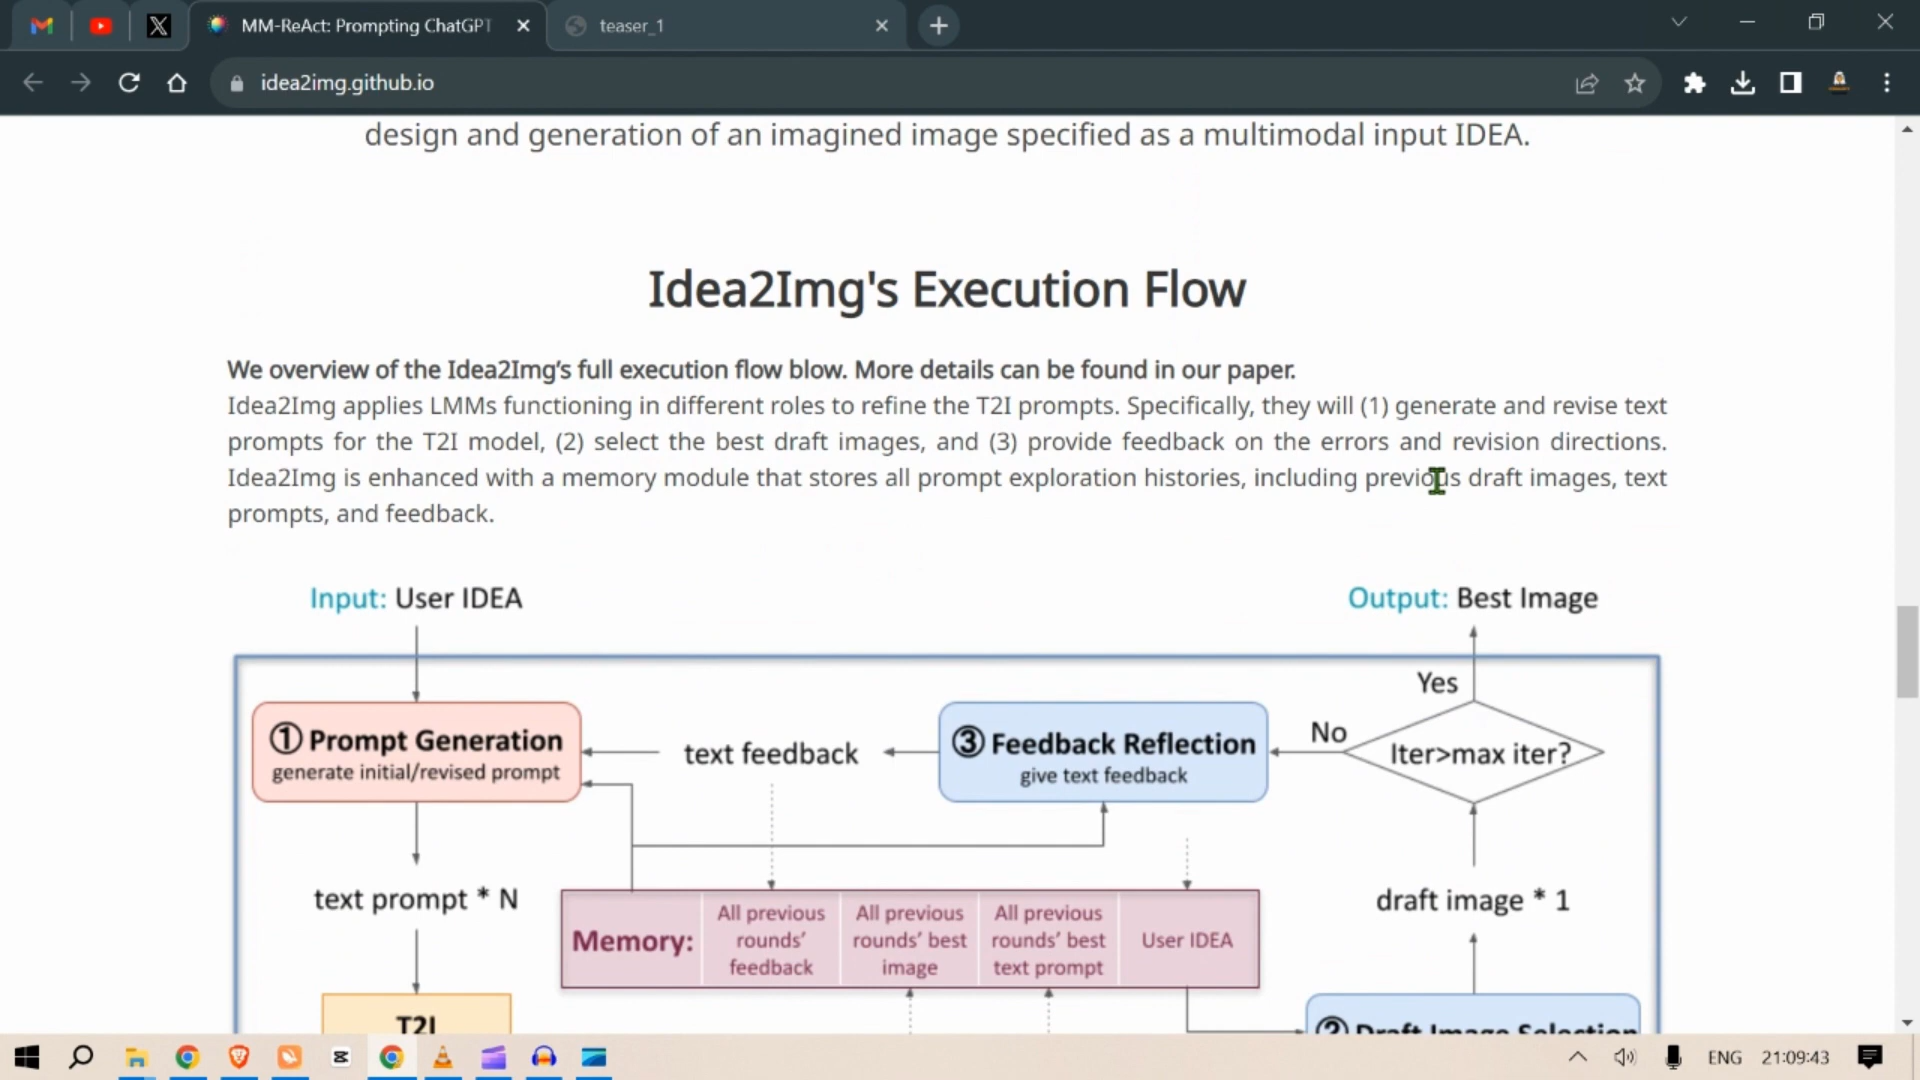 MM-ReAct: Prompting ChatGPT
teaser_1
idea2img.github.io
design and generation of an imagined image specified as a multimodal input IDEA.
Idea2Img's Execution Flow
We overview of the Idea2Img's full execution flow blow. More details can be found in our paper.
Idea2Img applies LMMs functioning in different roles to refine the T2I prompts. Specifically, they will (1) generate and revise text
prompts for the T2I model, (2) select the best draft images, and (3) provide feedback on the errors and revision directions.
Idea2Img is enhanced with a memory module that stores all prompt exploration histories, including previous draft images, text
prompts, and feedback.
Input: User IDEA
Output: Best Image
Yes
① Prompt Generation
generate initial/revised prompt
text feedback
③ Feedback Reflection
give text feedback
No
Iter>max iter?
text prompt * N
draft image * 1
Memory:
All previous
rounds'
feedback
All previous
rounds' best
image
All previous
rounds' best
text prompt
User IDEA
T2I
② Draft Image Selection
ENG
21:09:43